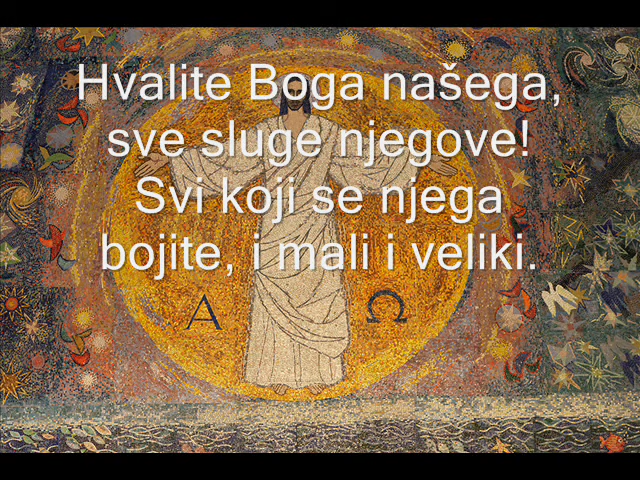 Hvalite Boga našega,
sve sluge njegove!
Svi koji se njega
bojite, i mali i veliki.
Α Ω